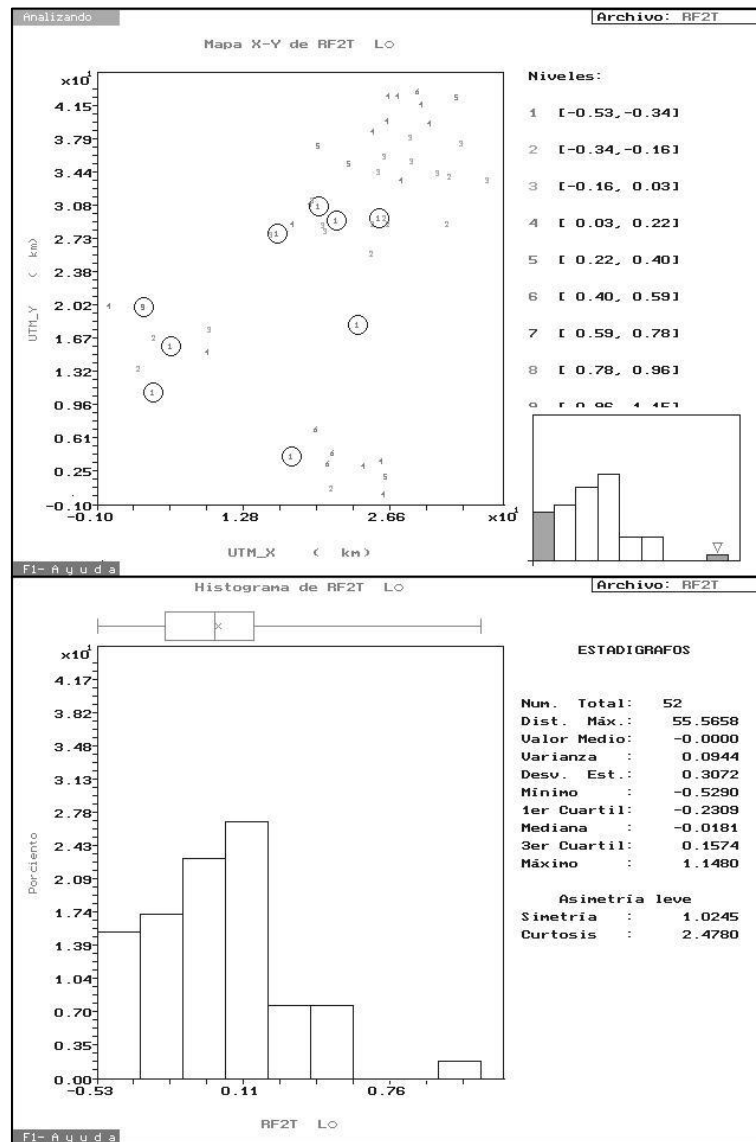 Analizando
Archivo: RF2T
Mapa X-Y de RF2T Lo
x10¹
4.15
3.79
3.44
3.08
2.73
2.38
2.02
1.67
1.32
0.96
0.61
0.25
-0.10
UTM_Y ( km)
-0.10 1.28 2.66 x10¹
UTM_X ( km)
Niveles:
1 [-0.53,-0.34]
2 [-0.34,-0.16]
3 [-0.16, 0.03]
4 [ 0.03, 0.22]
5 [ 0.22, 0.40]
6 [ 0.40, 0.59]
7 [ 0.59, 0.78]
8 [ 0.78, 0.96]
9 [ 0.96, 1.15]
F1- A y u d a
Histograma de RF2T Lo
Archivo: RF2T
x10¹
4.17
3.82
3.48
3.13
2.78
2.43
2.09
1.74
1.39
1.04
0.70
0.35
0.00
Porciento
-0.53 0.11 0.76
RF2T Lo
ESTADIGRAFOS
Num. Total: 52
Dist. Máx.: 55.5658
Valor Medio: -0.0000
Varianza : 0.0944
Desv. Est.: 0.3072
Mínimo : -0.5290
1er Cuartil: -0.2309
Mediana : -0.0181
3er Cuartil: 0.1574
Máximo : 1.1480
Asimetría leve
Simetría : 1.0245
Curtosis : 2.4780
F1- A y u d a